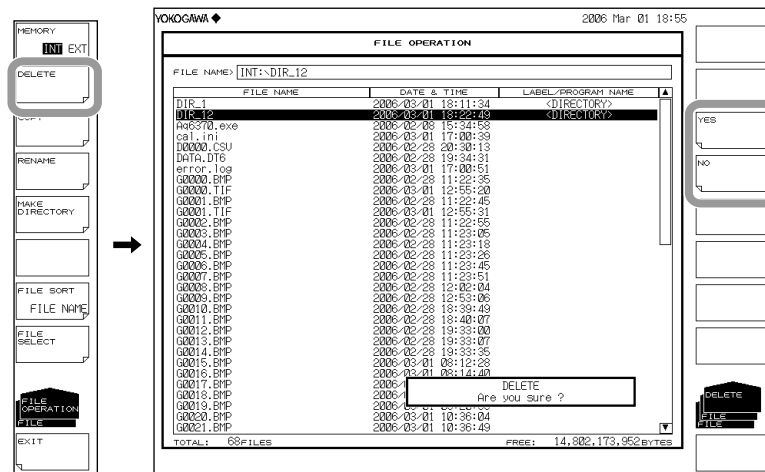 MEMORY
INT EXT
DELETE
COPY
RENAME
MAKE
DIRECTORY
FILE SORT
FILE NAME
FILE
SELECT
FILE
OPERATION
FILE
EXIT
YOKOGAWA 2006 Mar 01 18:55
FILE OPERATION
FILE NAME> INT:\DIR_12
FILE NAME DATE & TIME LABEL/PROGRAM NAME
DIR_1 2006/03/01 18:11:34 <DIRECTORY>
DIR_12 2006/03/01 18:22:49 <DIRECTORY>
Aq6370.exe 2006/02/08 15:34:58
cal.ini 2006/03/01 17:00:39
D0000.CSV 2006/02/28 20:30:13
DATA.DT6 2006/02/28 19:34:31
error.log 2006/03/01 17:00:51
G0000.BMP 2006/02/28 11:22:35
G0000.TIF 2006/03/01 12:55:20
G0001.BMP 2006/02/28 11:22:45
G0001.TIF 2006/03/01 12:55:31
G0002.BMP 2006/02/28 11:22:55
G0003.BMP 2006/02/28 11:23:05
G0004.BMP 2006/02/28 11:23:18
G0005.BMP 2006/02/28 11:23:26
G0006.BMP 2006/02/28 11:23:45
G0007.BMP 2006/02/28 11:23:51
G0008.BMP 2006/02/28 12:02:04
G0009.BMP 2006/02/28 12:53:06
G0010.BMP 2006/02/28 18:39:49
G0011.BMP 2006/02/28 18:40:07
G0012.BMP 2006/02/28 19:33:00
G0013.BMP 2006/02/28 19:33:07
G0014.BMP 2006/02/28 19:33:35
G0015.BMP 2006/03/01 08:12:28
G0016.BMP 2006/03/01 08:14:40
G0017.BMP 2006/
G0018.BMP 2006/
G0019.BMP 2006/
G0020.BMP 2006/03/01 10:36:04
G0021.BMP 2006/03/01 10:36:49
DELETE
Are you sure ?
TOTAL: 68FILES FREE: 14,802,173,952BYTES
YES
NO
DELETE
FILE
FILE